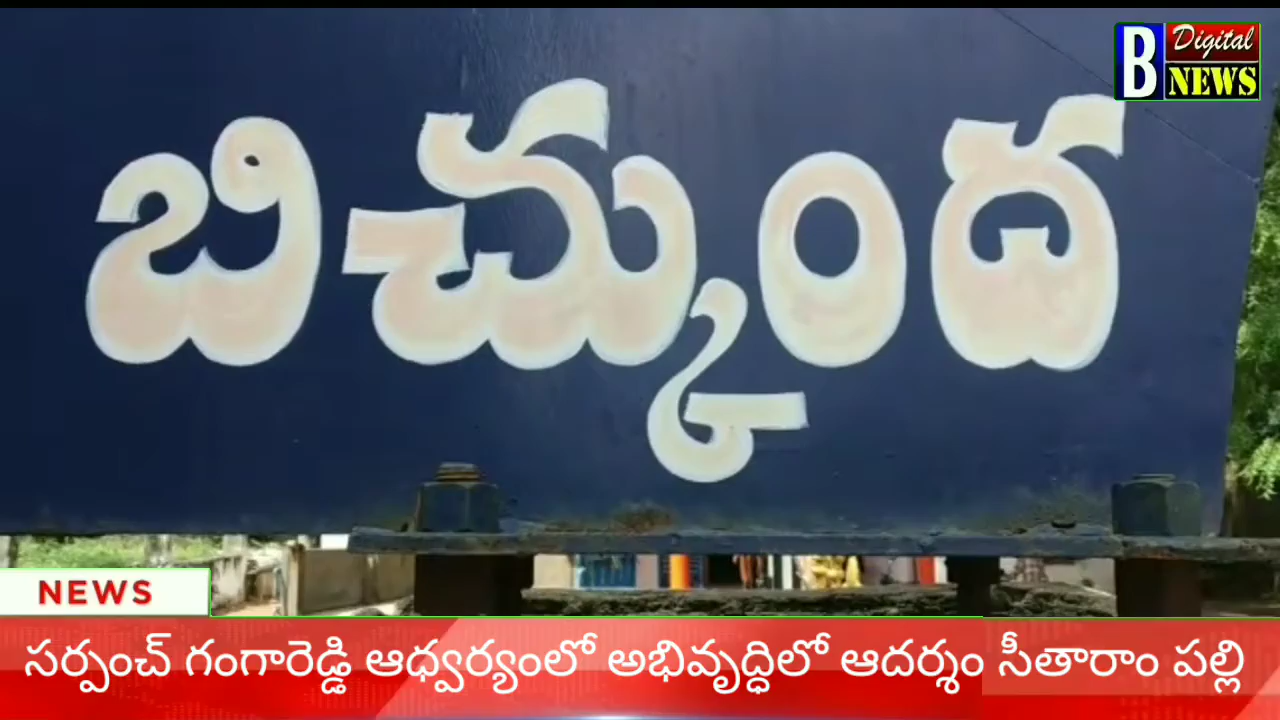 B Digital
NEWS
బిచ్కుంద
NEWS
సర్పంచ్ గంగారెడ్డి ఆధ్వర్యంలో అభివృద్ధిలో ఆదర్శం సీతారాం పల్లి